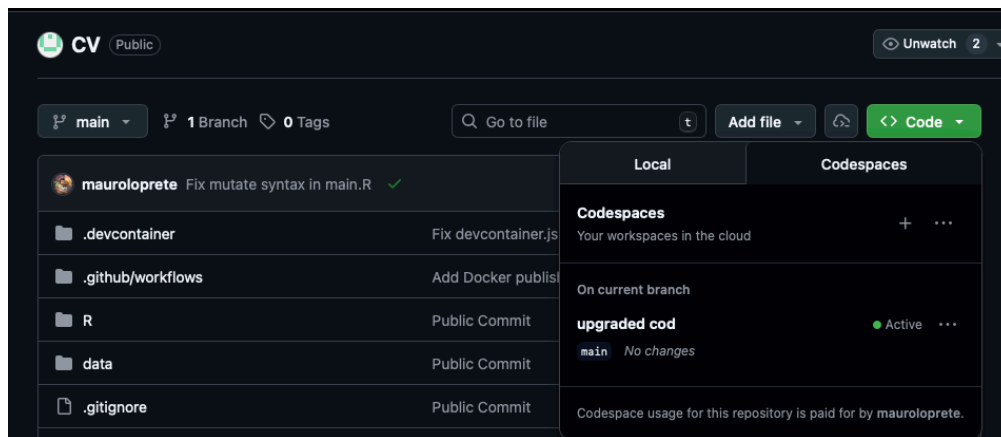 CV Public
Unwatch 2
main 1 Branch 0 Tags
Go to file t
Add file
<> Code
Local Codespaces
mauroloprete Fix mutate syntax in main.R
Codespaces
Your workspaces in the cloud
.devcontainer Fix devcontainer.js
.github/workflows Add Docker publis
On current branch
R Public Commit
upgraded cod Active
main No changes
data Public Commit
.gitignore Public Commit
Codespace usage for this repository is paid for by mauroloprete.